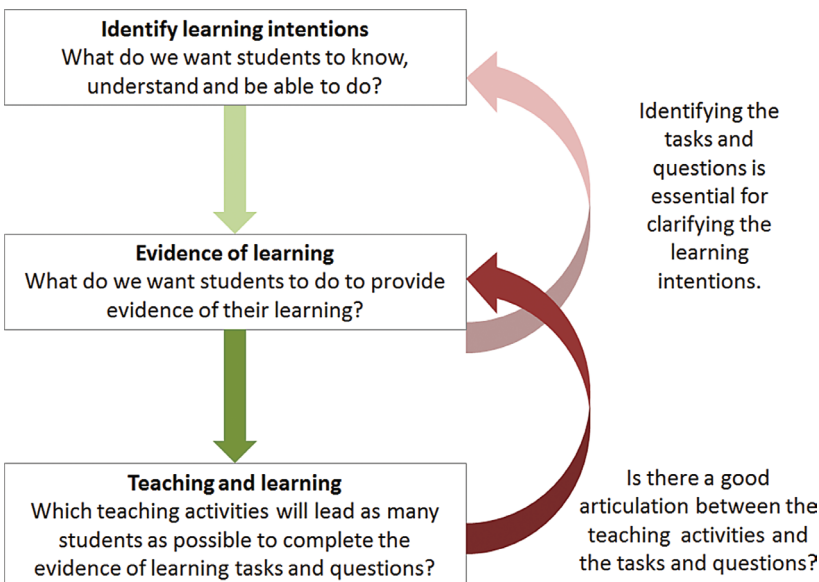 Identify learning intentions
What do we want students to know,
understand and be able to do?
Identifying the
tasks and
questions is
essential for
clarifying the
learning
intentions.
Evidence of learning
What do we want students to do to provide
evidence of their learning?
Teaching and learning
Which teaching activities will lead as many
students as possible to complete the
evidence of learning tasks and questions?
Is there a good
articulation between the
teaching activities and
the tasks and questions?